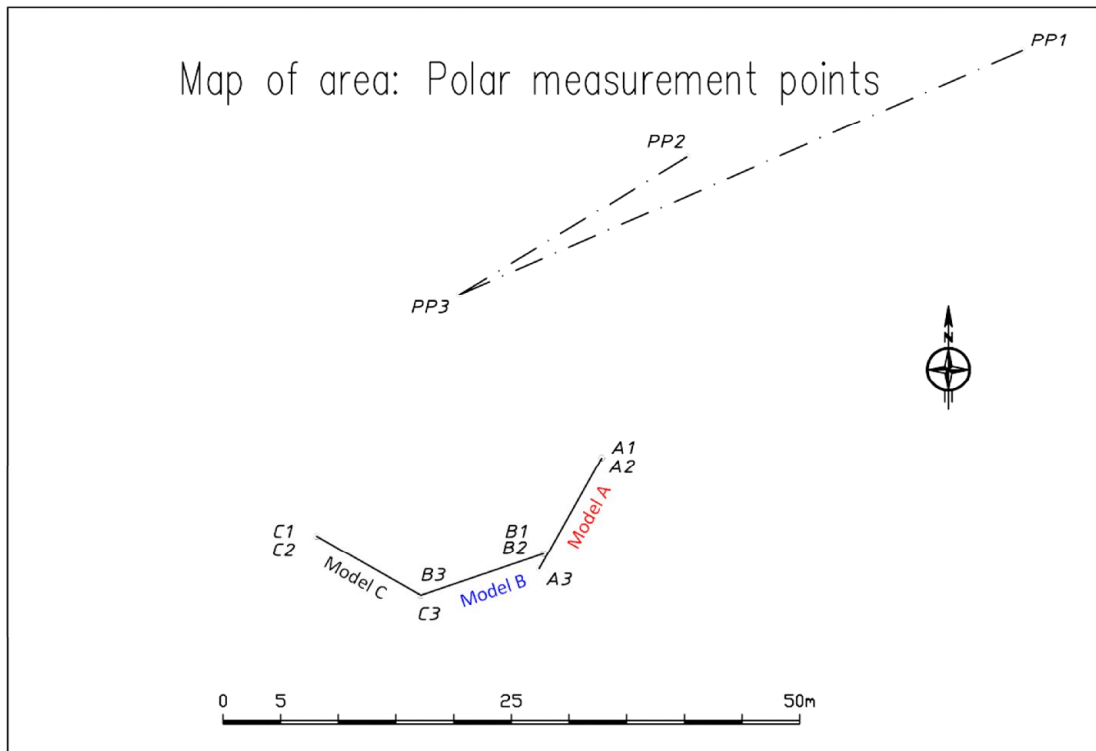 PP1
Map of area: Polar measurement points
PP2
PP3
N
A1
A2
Model A
C1
C2
B1
B2
Model C
B3
Model B
A3
C3
0 5 25 50m